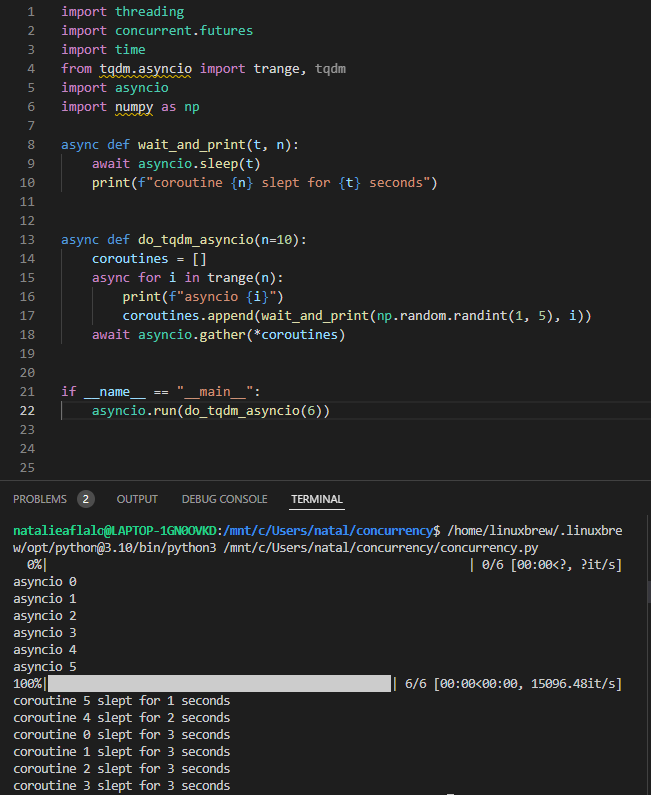 1 import threading
2 import concurrent.futures
3 import time
4 from tqdm.asyncio import trange, tqdm
5 import asyncio
6 import numpy as np
7
8 async def wait_and_print(t, n):
9     await asyncio.sleep(t)
10     print(f"coroutine {n} slept for {t} seconds")
11
12
13 async def do_tqdm_asyncio(n=10):
14     coroutines = []
15     async for i in trange(n):
16         print(f"asyncio {i}")
17         coroutines.append(wait_and_print(np.random.randint(1, 5), i))
18     await asyncio.gather(*coroutines)
19
20
21 if __name__ == "__main__":
22     asyncio.run(do_tqdm_asyncio(6))
23
24
25
PROBLEMS 2 OUTPUT DEBUG CONSOLE TERMINAL
natalieaflalo@LAPTOP-1GN0OVKD:/mnt/c/Users/natal/concurrency$ /home/linuxbrew/.linuxbre
w/opt/python@3.10/bin/python3 /mnt/c/Users/natal/concurrency/concurrency.py
  0%| | 0/6 [00:00<?, ?it/s]
asyncio 0
asyncio 1
asyncio 2
asyncio 3
asyncio 4
asyncio 5
100%| | 6/6 [00:00<00:00, 15096.48it/s]
coroutine 5 slept for 1 seconds
coroutine 4 slept for 2 seconds
coroutine 0 slept for 3 seconds
coroutine 1 slept for 3 seconds
coroutine 2 slept for 3 seconds
coroutine 3 slept for 3 seconds